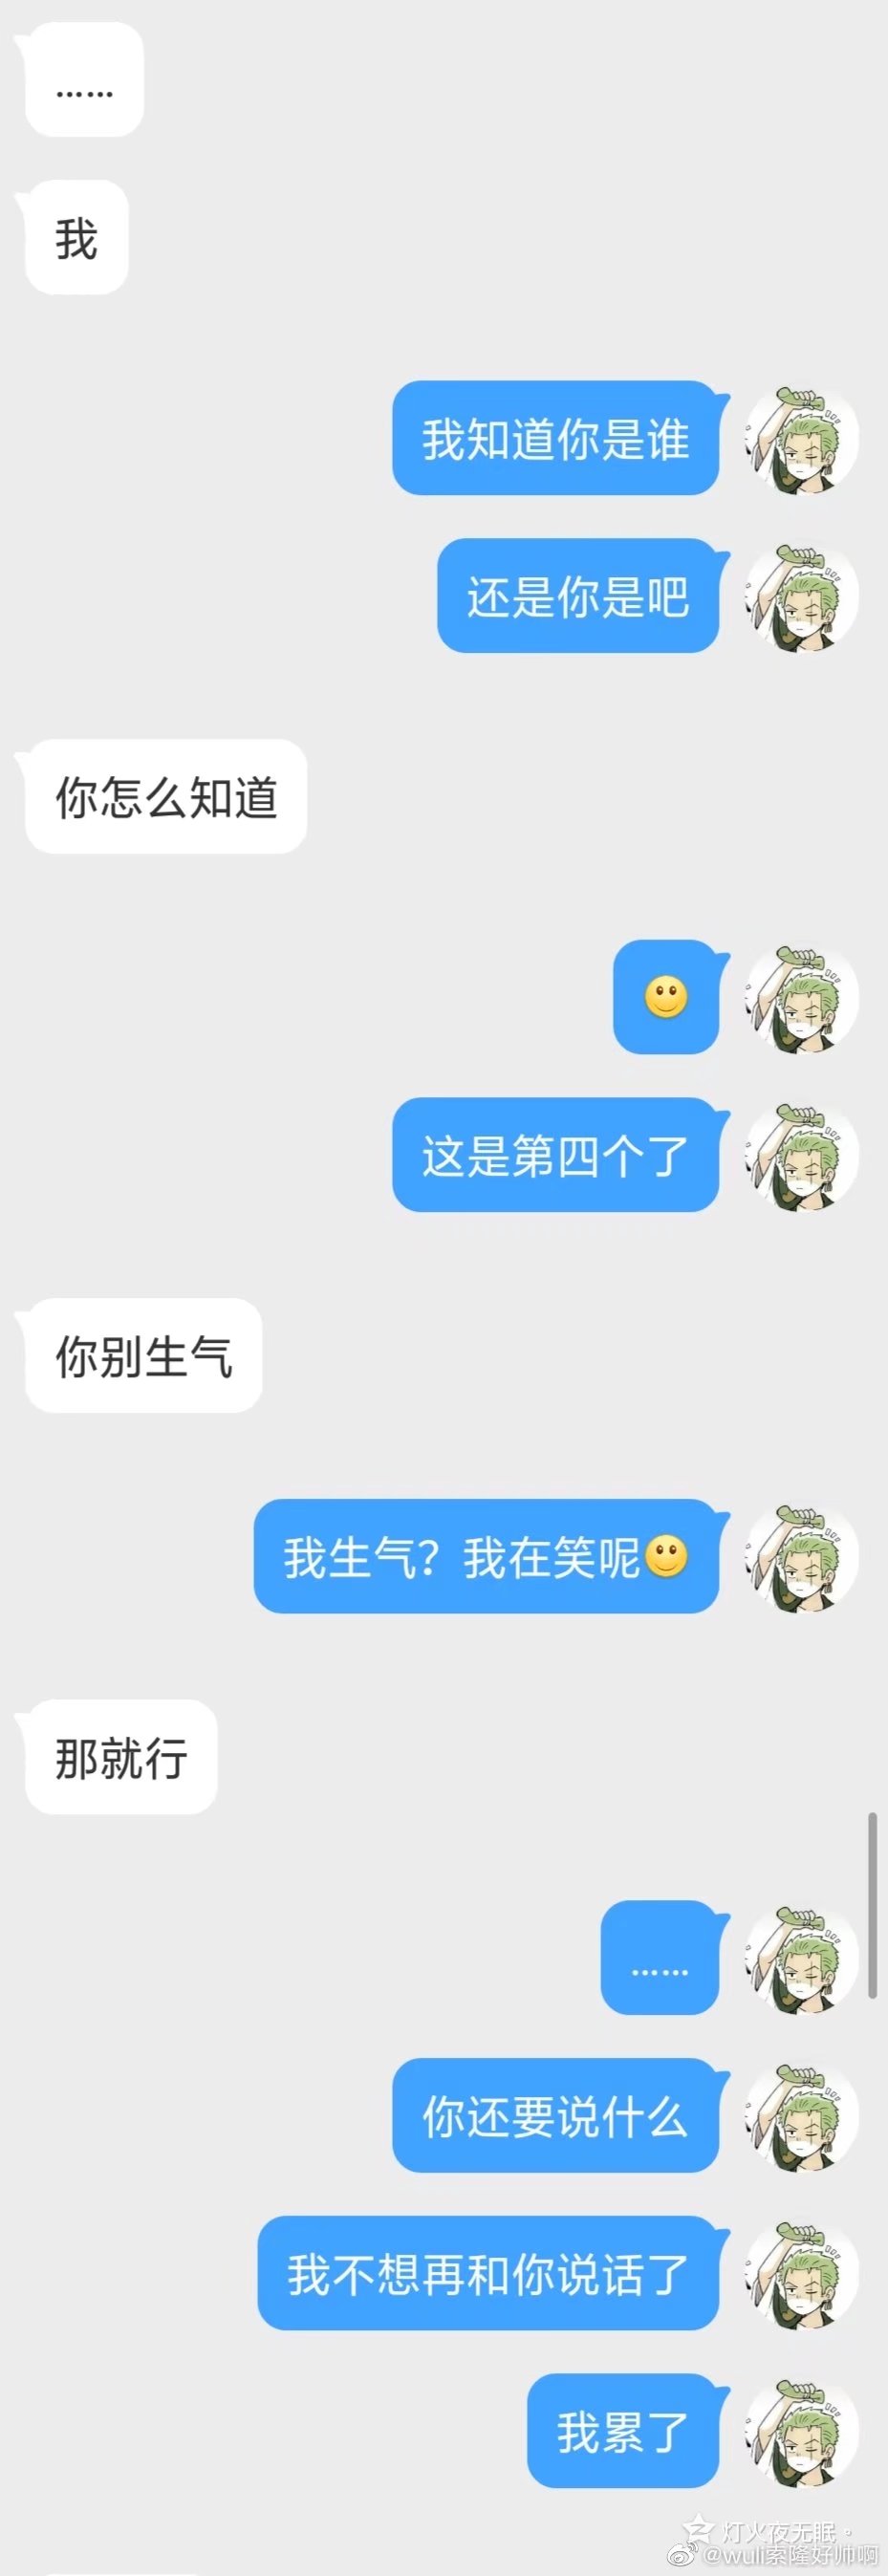 ……
我
我知道你是谁
还是你是吧
你怎么知道
🙂
这是第四个了
你别生气
我生气？我在笑呢🙂
那就行
……
你还要说什么
我不想再和你说话了
我累了
灯火夜无眠。
@wuli索隆好帅啊